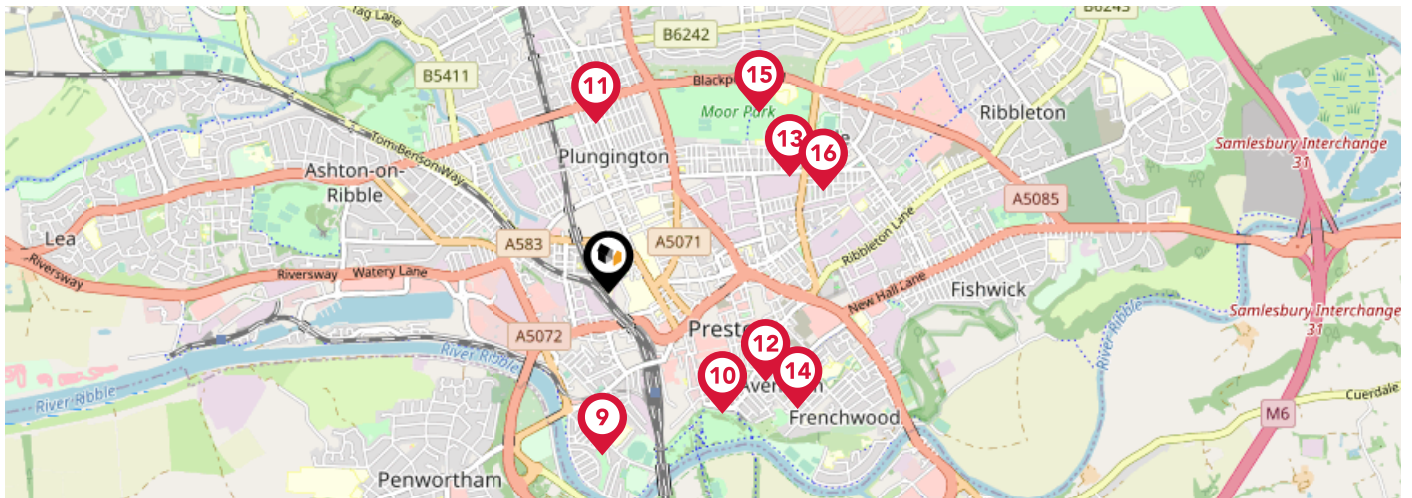 Tag Lane
B6242
B6243
B5411
11
Blackp
15
Moor Park
Ribbleton
Tom Benson Way
13
16
Samlesbury Interchange
31
Plungington
Ashton-on-
Ribble
A5085
Lea
A583
A5071
Ribbleton Lane
Riversway
Riversway
Watery Lane
New Hall Lane
Fishwick
Samlesbury Interchange
31
A5072
Prest
12
River Ribble
River Ribble
River Ribble
10
14
Frenchwood
9
M6
Cuerdale
Penwortham